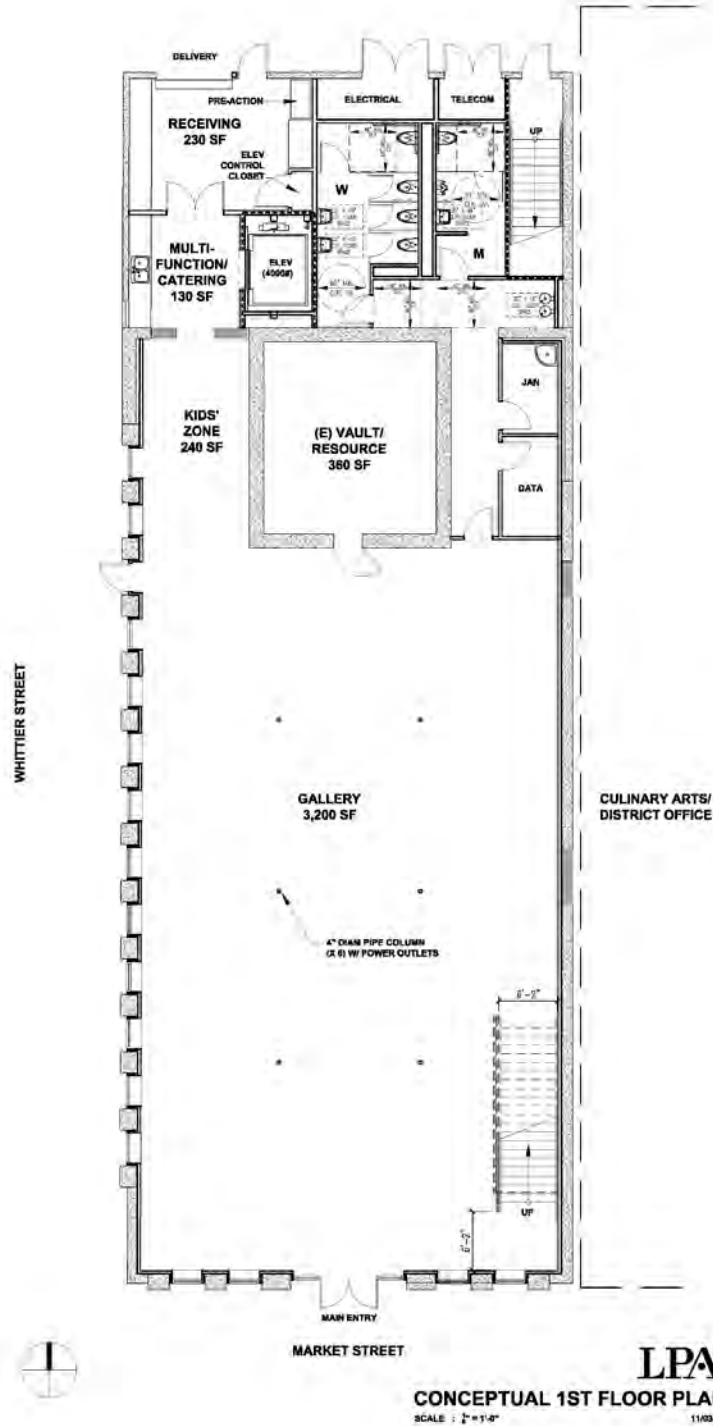 DELIVERY
PRE-ACTION
ELECTRICAL
TELECOM
RECEIVING
230 SF
UP
ELEV
CONTROL
CLOSET
W
M
MULTI-
FUNCTION/
CATERING
130 SF
ELEV
(4000#)
JAN
KIDS'
ZONE
240 SF
(E) VAULT/
RESOURCE
360 SF
DATA
WHITTIER STREET
GALLERY
3,200 SF
CULINARY ARTS/
DISTRICT OFFICE
4" DIAM PIPE COLUMN
(X 6) W/ POWER OUTLETS
6'-2"
UP
6'-2"
MAIN ENTRY
MARKET STREET
LPA
CONCEPTUAL 1ST FLOOR PLA
SCALE :